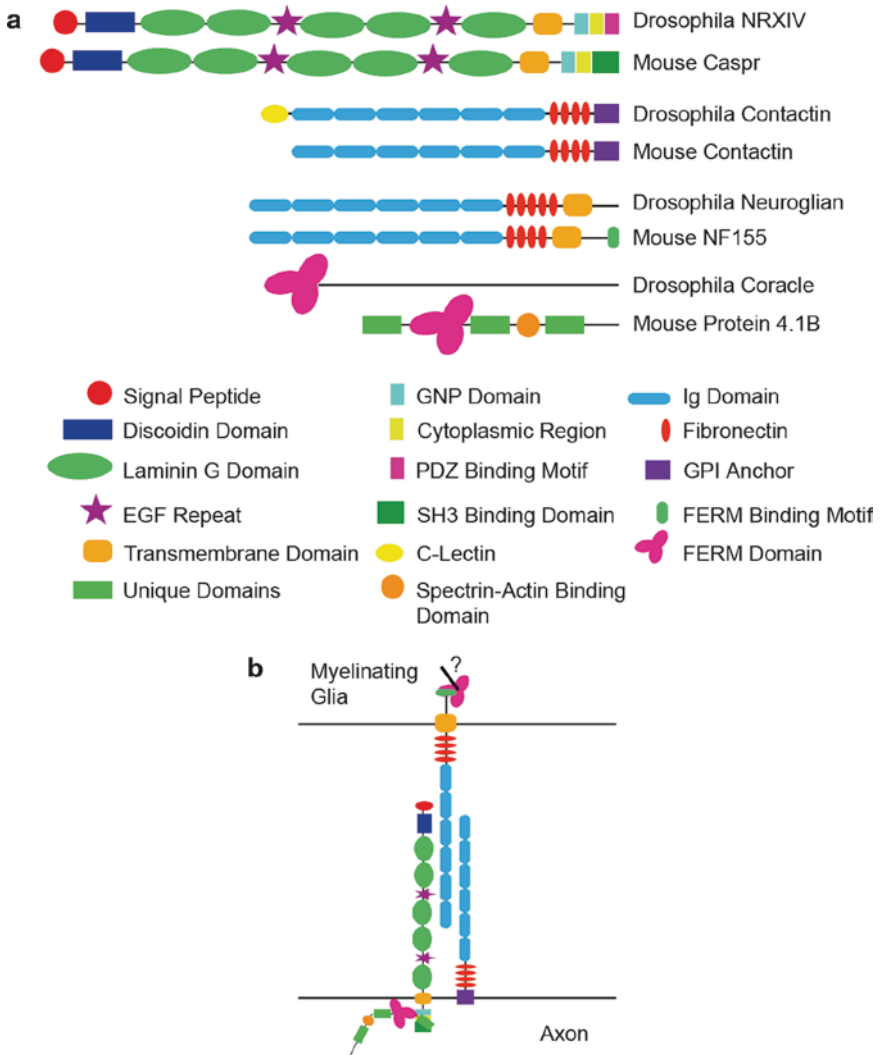 a
Drosophila NRXIV
Mouse Caspr
Drosophila Contactin
Mouse Contactin
Drosophila Neuroglian
Mouse NF155
Drosophila Coracle
Mouse Protein 4.1B
Signal Peptide
Discoidin Domain
Laminin G Domain
EGF Repeat
Transmembrane Domain
Unique Domains
GNP Domain
Cytoplasmic Region
PDZ Binding Motif
SH3 Binding Domain
C-Lectin
Spectrin-Actin Binding
Domain
Ig Domain
Fibronectin
GPI Anchor
FERM Binding Motif
FERM Domain
b
Myelinating
Glia
?
Axon